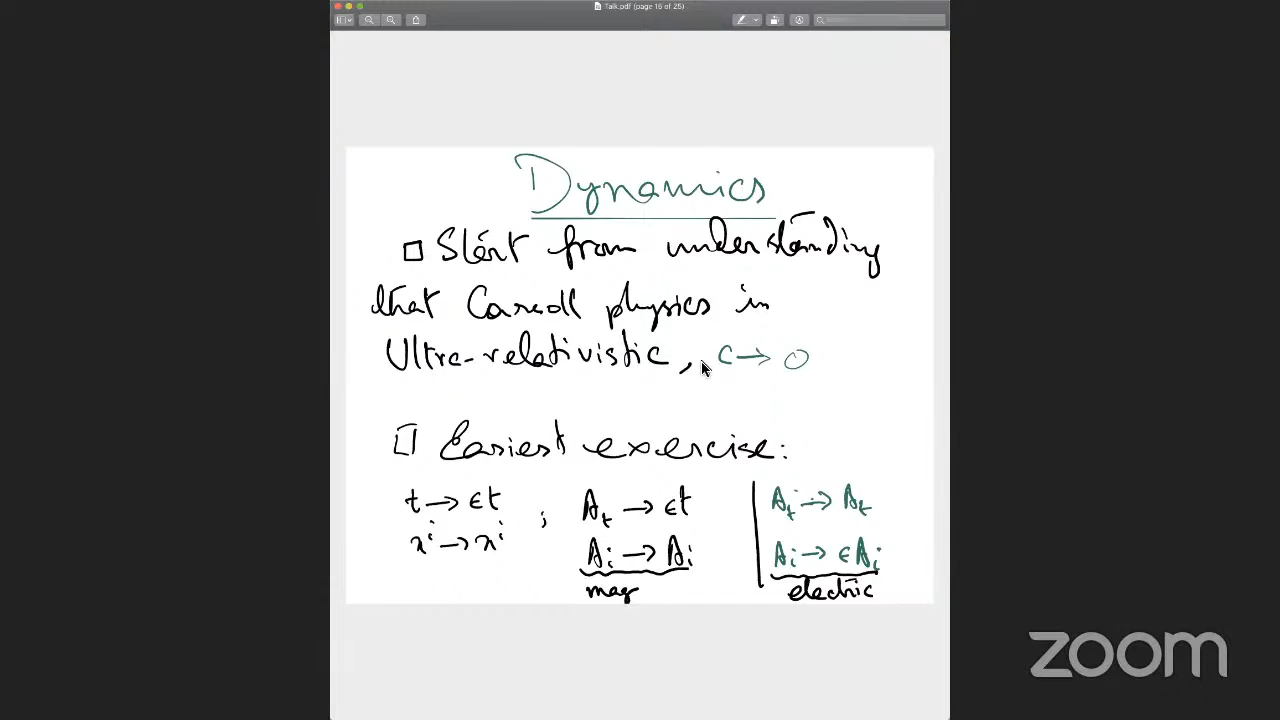 Talk.pdf (page 16 of 25)
Dynamics
□ Start from understanding
that Caroll physics in
Ultra-relativistic, c → 0
□ Easiest exercise:
t → εt ; A_t → εt | A_t → A_t
x^i → x^i A_i → A_i | A_i → εA_i
mag electric
zoom